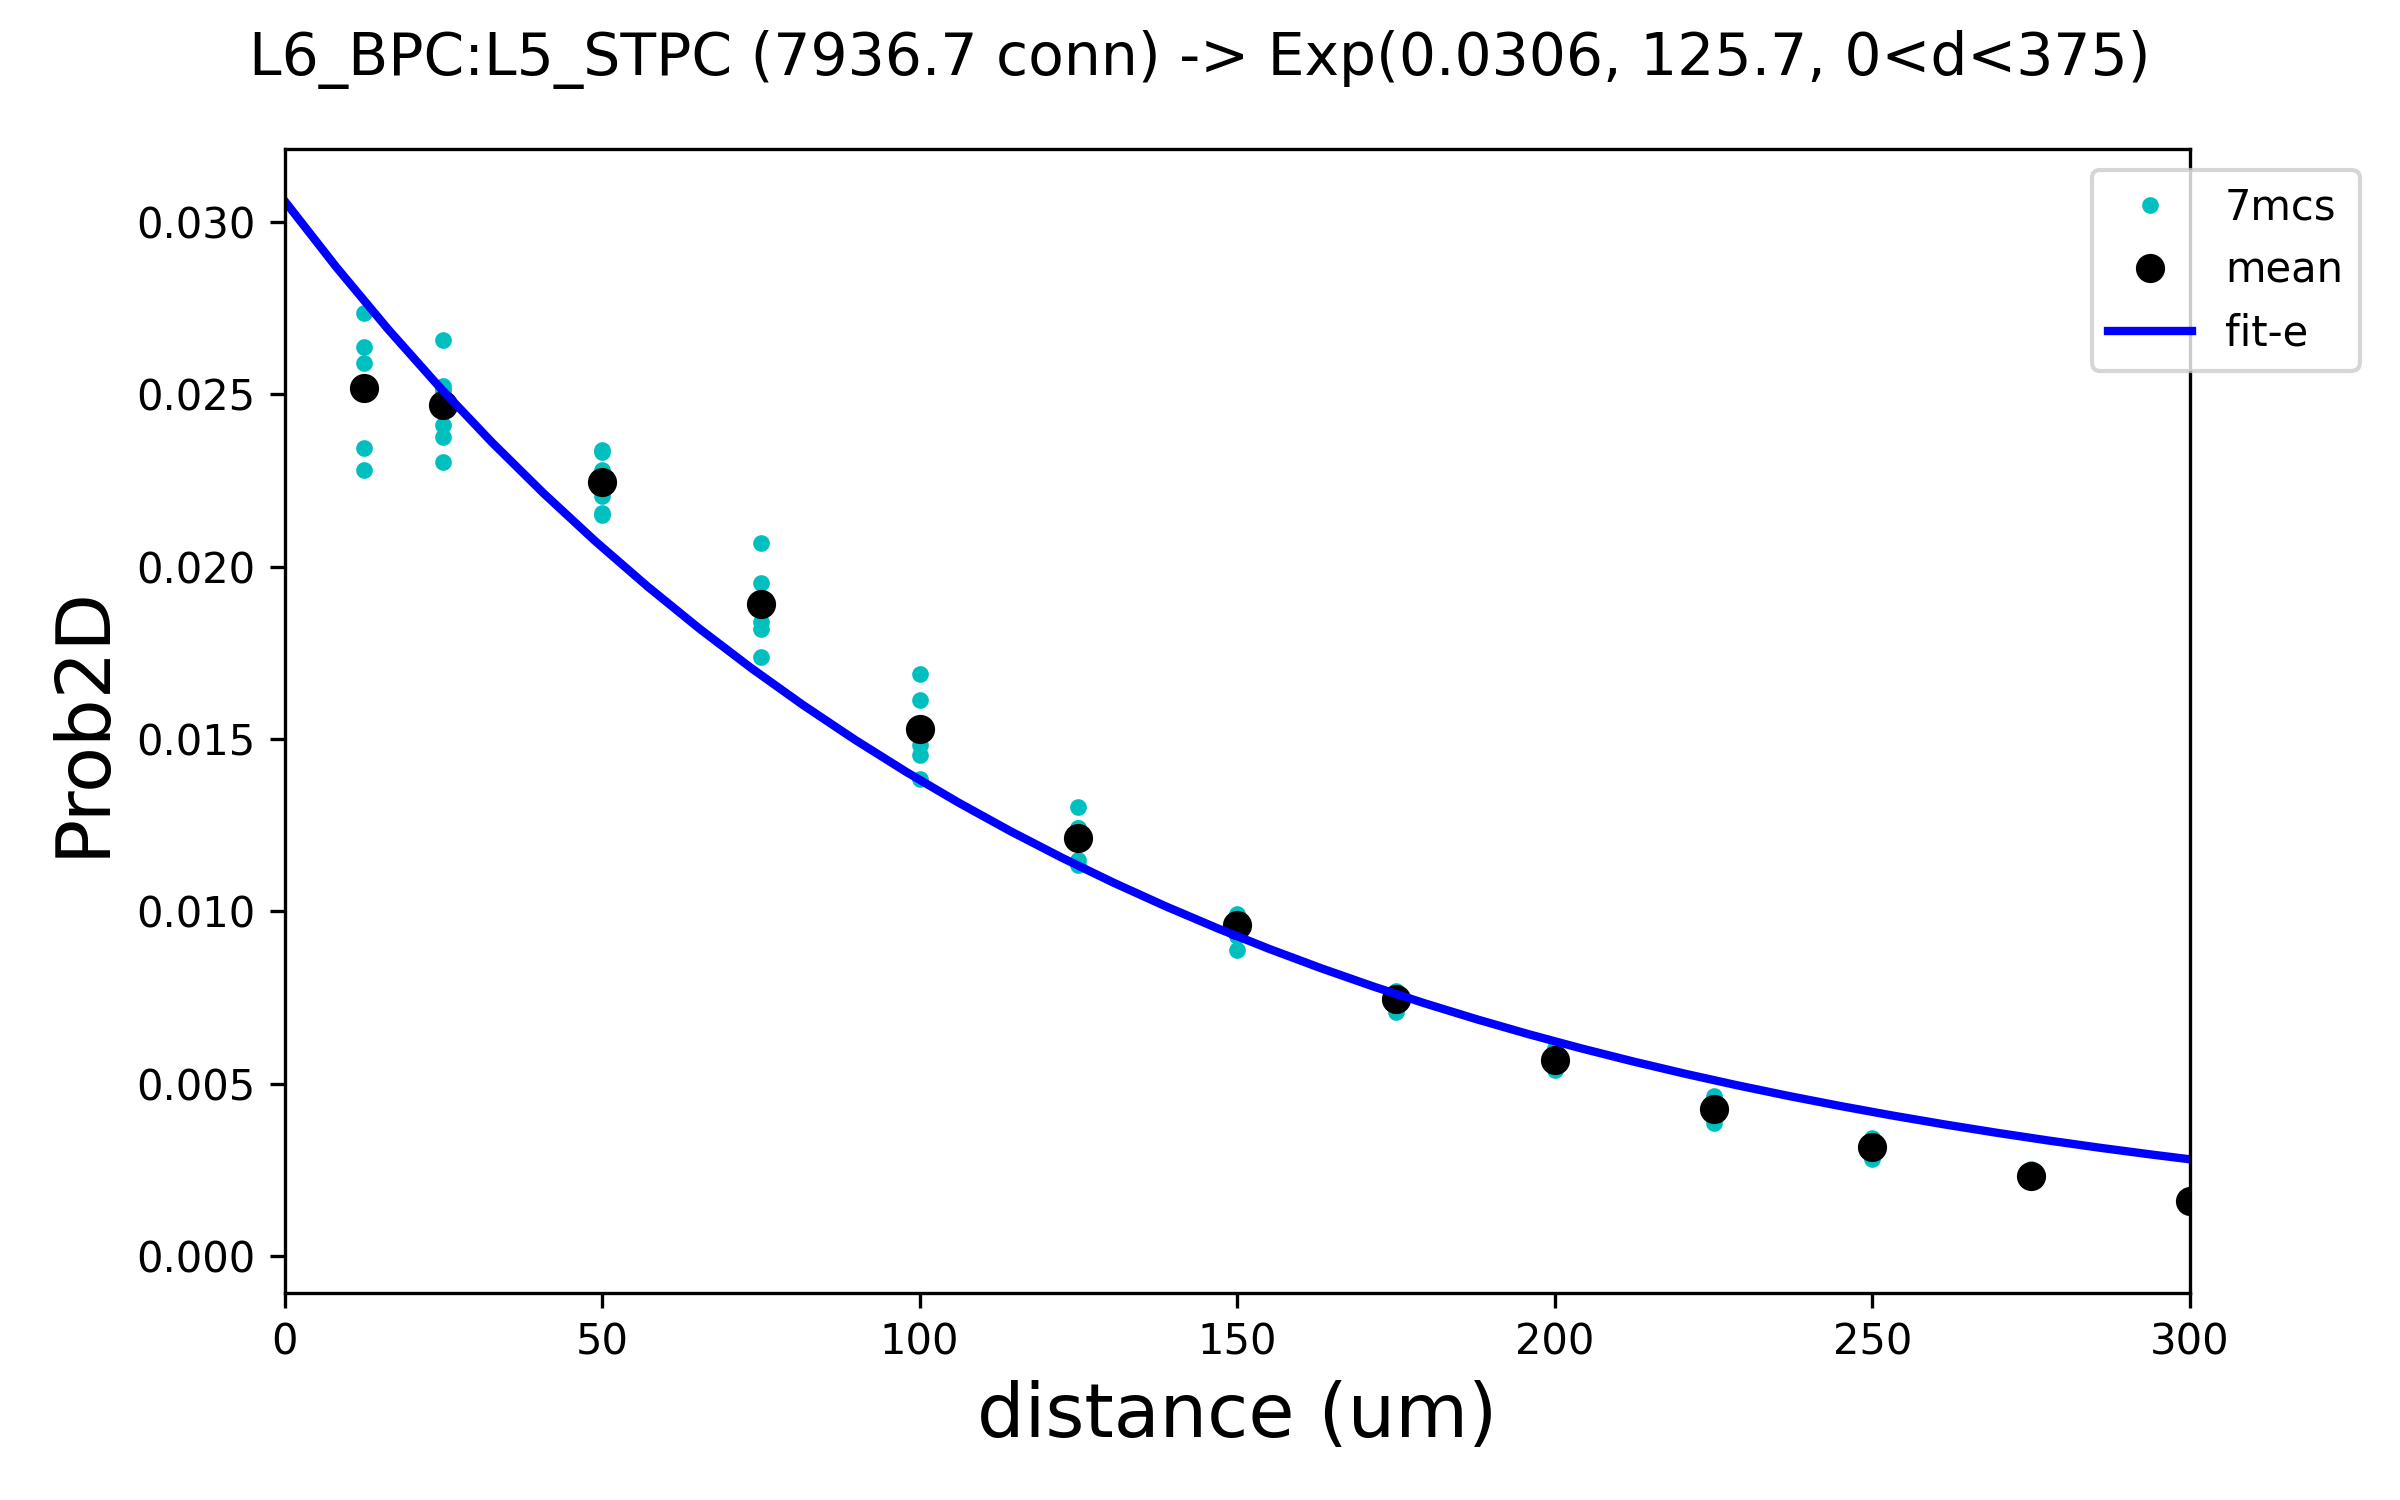 L6_BPC:L5_STPC (7936.7 conn) -> Exp(0.0306, 125.7, 0<d<375)
7mcs
mean
fit-e
Prob2D
0.030
0.025
0.020
0.015
0.010
0.005
0.000
0 50 100 150 200 250 300
distance (um)